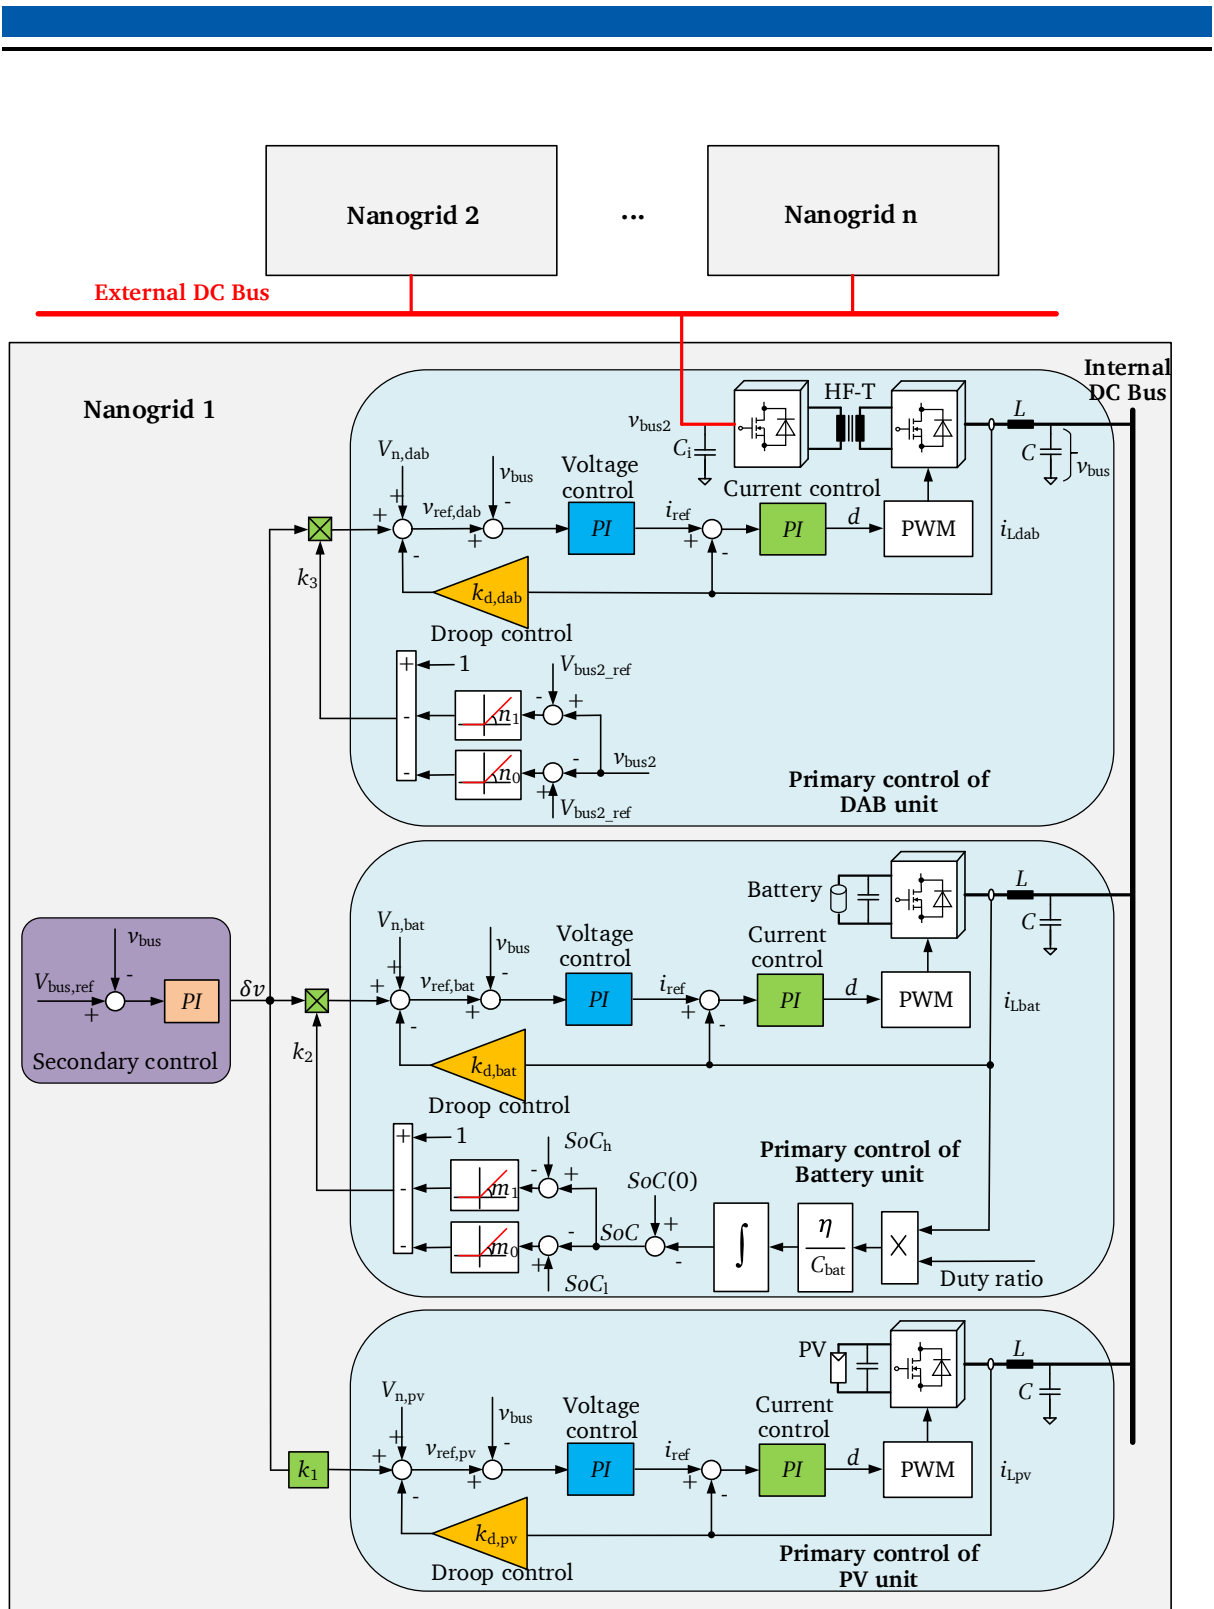 Nanogrid 2
...
Nanogrid n
External DC Bus
Nanogrid 1
Internal
DC Bus
HF-T
L
v_bus2
C_i
C
v_bus
V_n,dab
v_bus
Voltage
control
Current control
+
-
+
v_ref,dab
+
PI
i_ref
+
-
PI
d
PWM
i_Ldab
-
k_3
k_d,dab
Droop control
+
1
V_bus2_ref
-
+
-
n_1
-
n_0
-
+
v_bus2
V_bus2_ref
Primary control of
DAB unit
Battery
L
C
V_n,bat
v_bus
Voltage
control
Current
control
v_bus
-
V_bus,ref
+
PI
δv
Secondary control
+
+
-
v_ref,bat
+
PI
i_ref
+
-
PI
d
PWM
i_Lbat
-
k_2
k_d,bat
Droop control
+
1
SoC_h
-
+
-
m_1
-
m_0
-
+
SoC_l
SoC
SoC(0)
+
-
∫
η
C_bat
×
Duty ratio
Primary control of
Battery unit
PV
L
C
V_n,pv
v_bus
Voltage
control
Current
control
k_1
+
+
-
v_ref,pv
+
PI
i_ref
+
-
PI
d
PWM
i_Lpv
-
k_d,pv
Droop control
Primary control of
PV unit